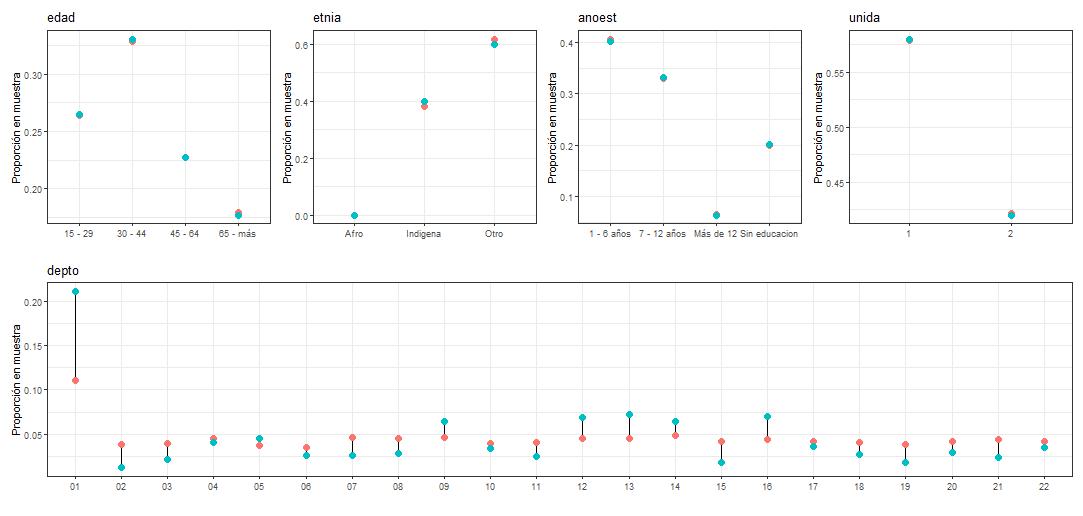 edad
etnia
anoest
unida
Proporción en muestra
0.30
0.25
0.20
15 - 29 30 - 44 45 - 64 65 - más
Proporción en muestra
0.6
0.4
0.2
0.0
Afro Indigena Otro
Proporción en muestra
0.4
0.3
0.2
0.1
1 - 6 años 7 - 12 años Más de 12 Sin educacion
Proporción en muestra
0.55
0.50
0.45
1 2
depto
Proporción en muestra
0.20
0.15
0.10
0.05
01 02 03 04 05 06 07 08 09 10 11 12 13 14 15 16 17 18 19 20 21 22